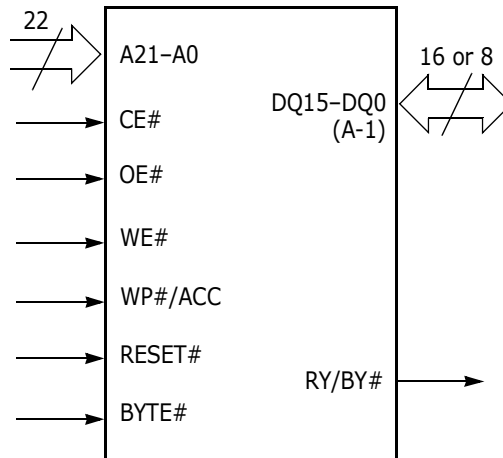 22
A21–A0
16 or 8
CE#
DQ15–DQ0
(A-1)
OE#
WE#
WP#/ACC
RESET#
RY/BY#
BYTE#